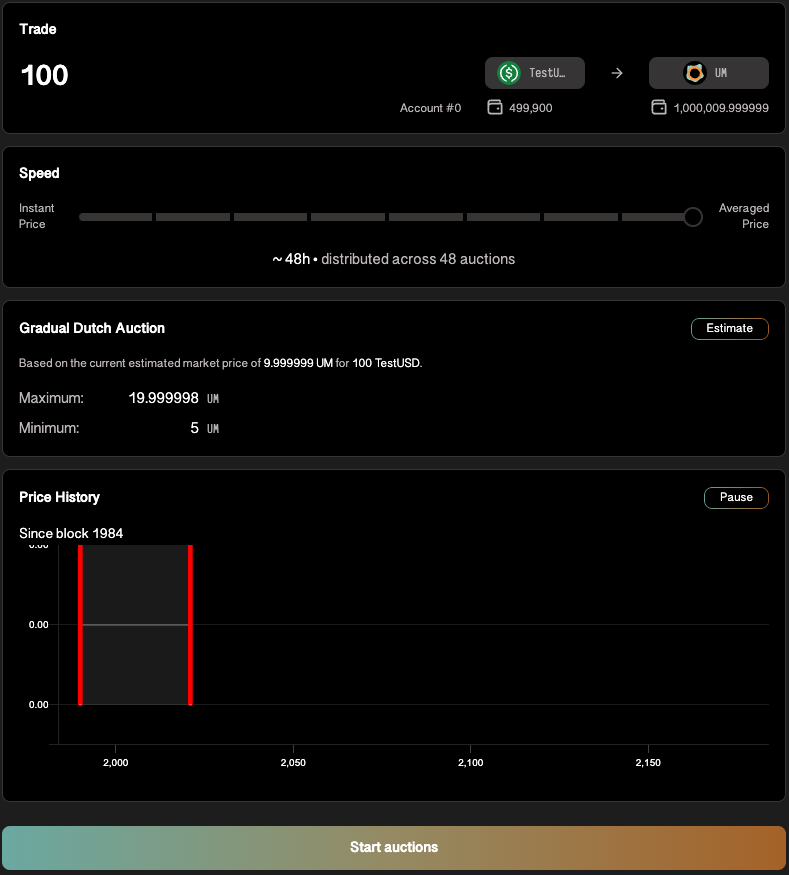 Trade
100
TestU…
→
UM
Account #0
499,900
1,000,009.999999
Speed
Instant Price
Averaged Price
~ 48h • distributed across 48 auctions
Gradual Dutch Auction
Estimate
Based on the current estimated market price of 9.999999 UM for 100 TestUSD.
Maximum: 19.999998 UM
Minimum: 5 UM
Price History
Pause
Since block 1984
0.00
0.00
0.00
2,000 2,050 2,100 2,150
Start auctions